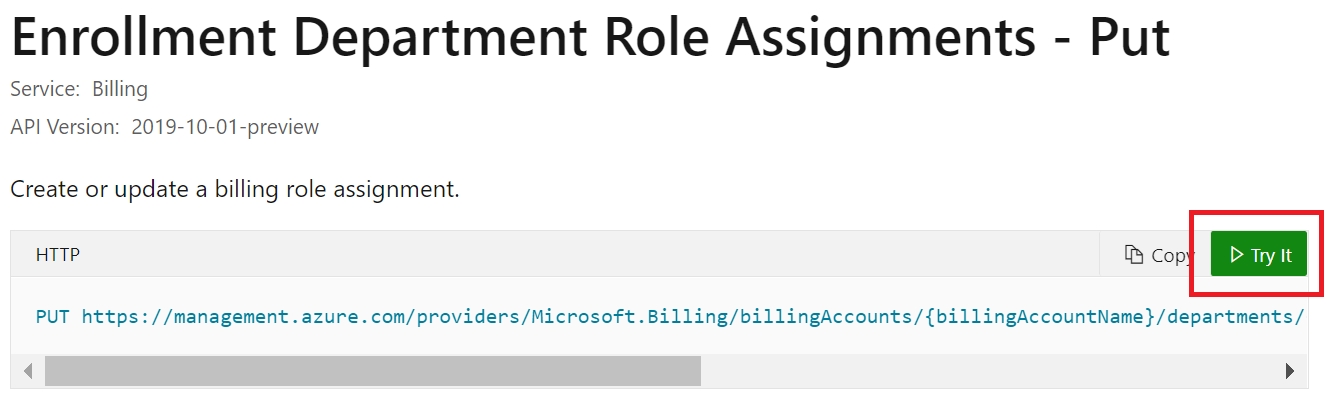 Enrollment Department Role Assignments - Put
Service: Billing
API Version: 2019-10-01-preview
Create or update a billing role assignment.
HTTP Copy Try It
PUT https://management.azure.com/providers/Microsoft.Billing/billingAccounts/{billingAccountName}/departments/